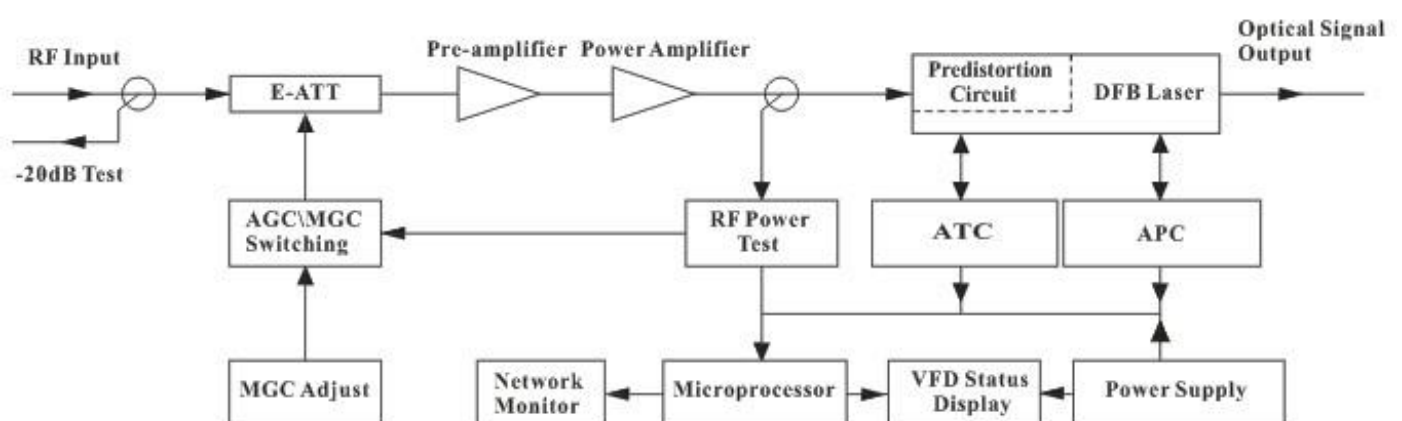 Optical Signal
Output
Pre-amplifier Power Amplifier
RF Input
Predistortion
Circuit
E-ATT
DFB Laser
-20dB Test
AGC\MGC
Switching
RF Power
Test
ATC
APC
MGC Adjust
Network
Monitor
Microprocessor
VFD Status
Display
Power Supply